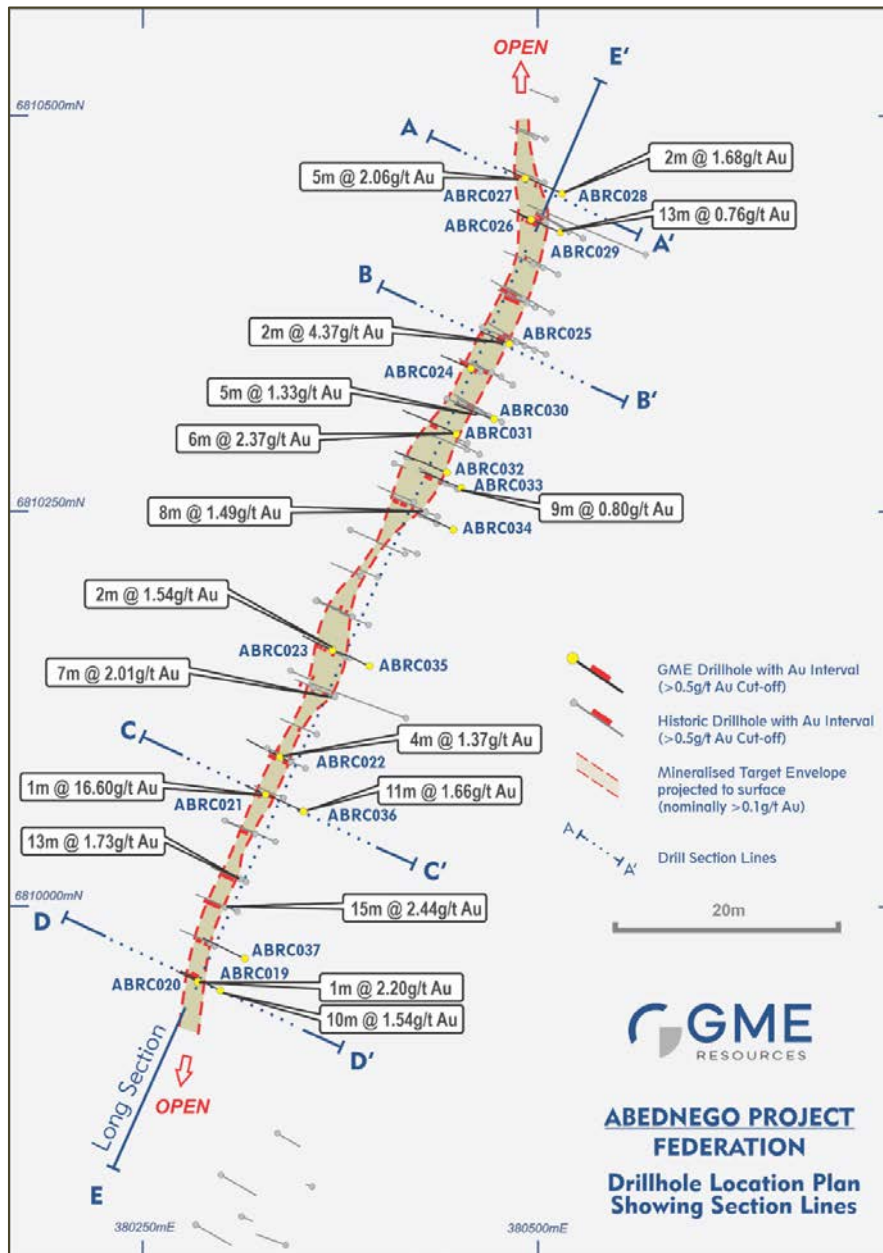 OPEN
E'
6810500mN
A
2m @ 1.68g/t Au
5m @ 2.06g/t Au
ABRC027
ABRC028
13m @ 0.76g/t Au
ABRC026
A'
ABRC029
B
2m @ 4.37g/t Au
ABRC025
ABRC024
B'
5m @ 1.33g/t Au
ABRC030
6m @ 2.37g/t Au
ABRC031
ABRC032
ABRC033
6810250mN
8m @ 1.49g/t Au
9m @ 0.80g/t Au
ABRC034
2m @ 1.54g/t Au
ABRC023
ABRC035
7m @ 2.01g/t Au
GME Drillhole with Au Interval
(>0.5g/t Au Cut-off)
Historic Drillhole with Au Interval
(>0.5g/t Au Cut-off)
Mineralised Target Envelope
projected to surface
(nominally >0.1g/t Au)
A
A'
Drill Section Lines
C
4m @ 1.37g/t Au
ABRC022
1m @ 16.60g/t Au
ABRC021
11m @ 1.66g/t Au
ABRC036
13m @ 1.73g/t Au
C'
6810000mN
D
15m @ 2.44g/t Au
20m
ABRC037
ABRC020
ABRC019
1m @ 2.20g/t Au
10m @ 1.54g/t Au
D'
Long Section
OPEN
E
GME
RESOURCES
ABEDNEGO PROJECT
FEDERATION
Drillhole Location Plan
Showing Section Lines
380250mE
380500mE